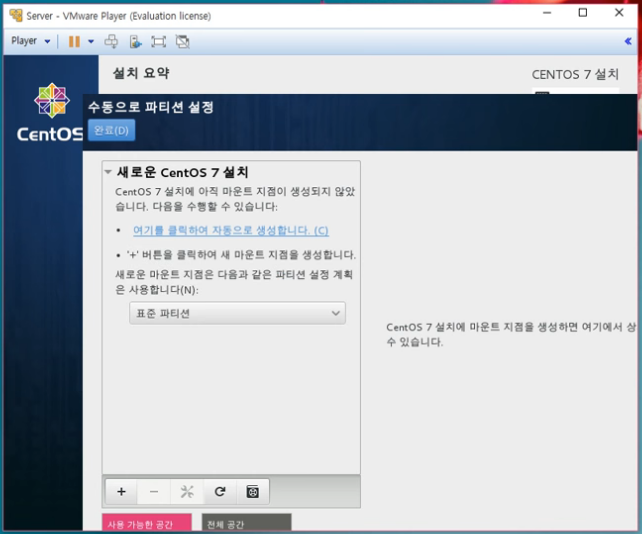 Server - VMware Player (Evaluation license)
Player
설치 요약
CENTOS 7 설치
CentOS
수동으로 파티션 설정
완료(D)
새로운 CentOS 7 설치
CentOS 7 설치에 아직 마운트 지점이 생성되지 않았
습니다. 다음을 수행할 수 있습니다:
• 여기를 클릭하여 자동으로 생성합니다. (C)
• '+' 버튼을 클릭하여 새 마운트 지점을 생성합니다.
새로운 마운트 지점은 다음과 같은 파티션 설정 계획
은 사용합니다(N):
표준 파티션
CentOS 7 설치에 마운트 지점을 생성하면 여기에서 상
수 있습니다.
사용 가능한 공간
전체 공간